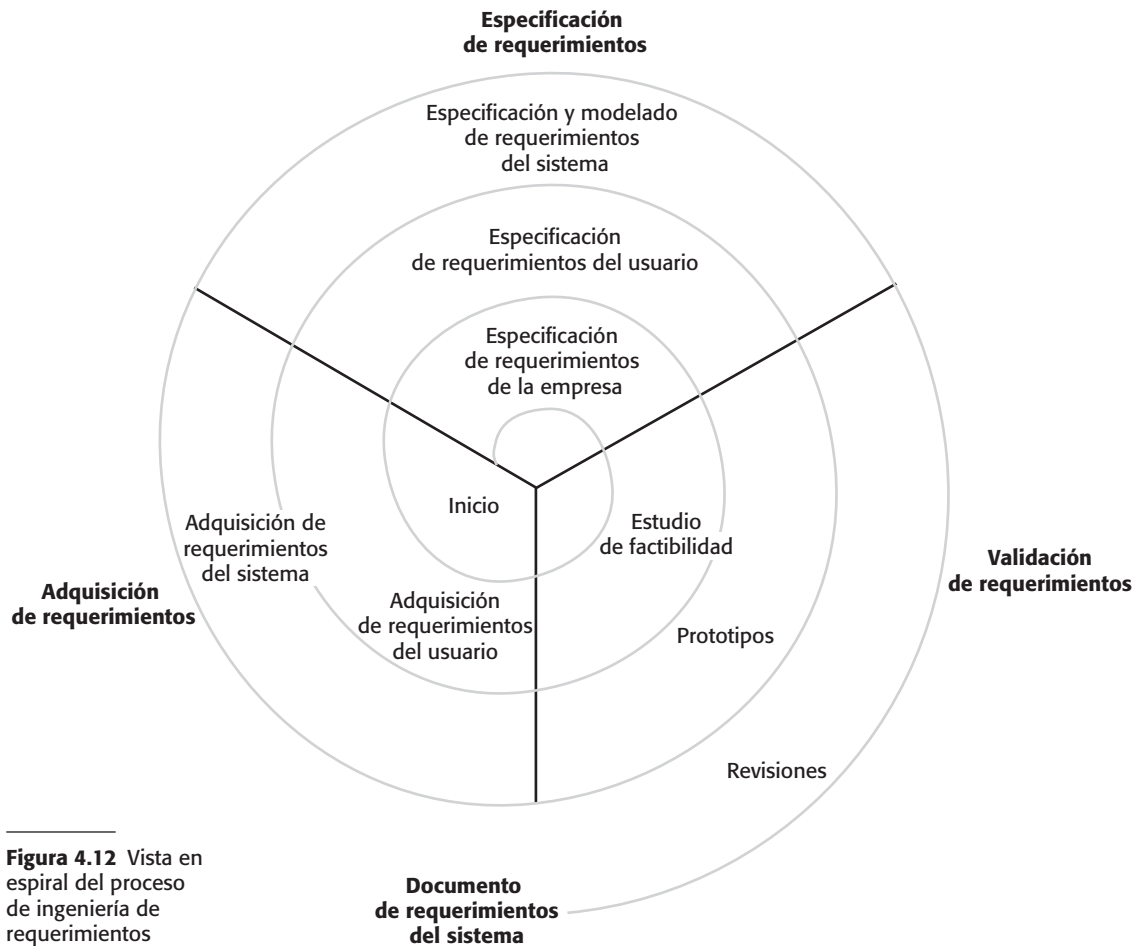 Especificación
de requerimientos
Especificación y modelado
de requerimientos
del sistema
Especificación
de requerimientos del usuario
Especificación
de requerimientos
de la empresa
Inicio
Estudio
de factibilidad
Adquisición de
requerimientos
del sistema
Validación
de requerimientos
Adquisición
de requerimientos
Adquisición
de requerimientos
del usuario
Prototipos
Revisiones
Figura 4.12 Vista en
espiral del proceso
de ingeniería de
requerimientos
Documento
de requerimientos
del sistema